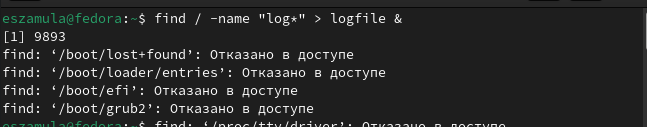 eszamula@fedora:~$ find / -name "log*" > logfile &
[1] 9893
find: ‘/boot/lost+found’: Отказано в доступе
find: ‘/boot/loader/entries’: Отказано в доступе
find: ‘/boot/efi’: Отказано в доступе
find: ‘/boot/grub2’: Отказано в доступе
eszamula@fedora:~$ find: ‘/proc/tty/driver’: Отказано в доступе